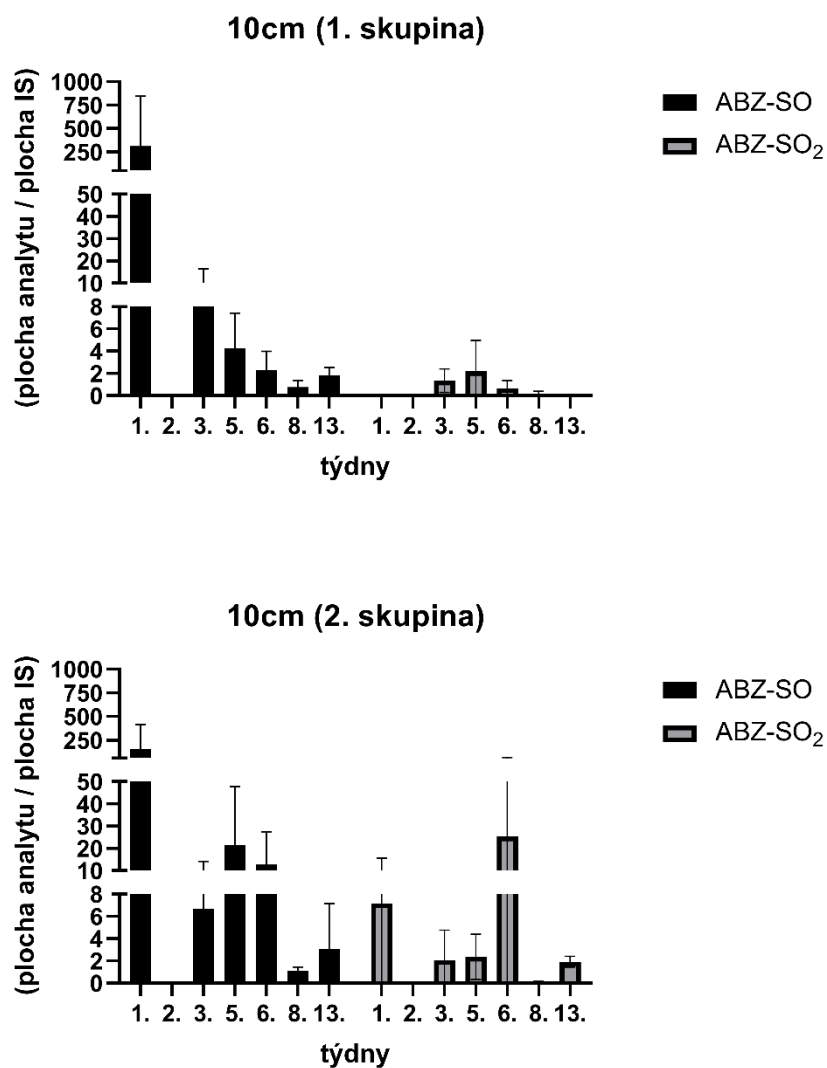 10cm (1. skupina)
(plocha analytu / plocha IS)
1000
750
500
250
50
40
30
20
10
8
6
4
2
0
1. 2. 3. 5. 6. 8. 13. 1. 2. 3. 5. 6. 8. 13.
týdny
ABZ-SO
ABZ-SO₂
10cm (2. skupina)
(plocha analytu / plocha IS)
1000
750
500
250
50
40
30
20
10
8
6
4
2
0
1. 2. 3. 5. 6. 8. 13. 1. 2. 3. 5. 6. 8. 13.
týdny
ABZ-SO
ABZ-SO₂